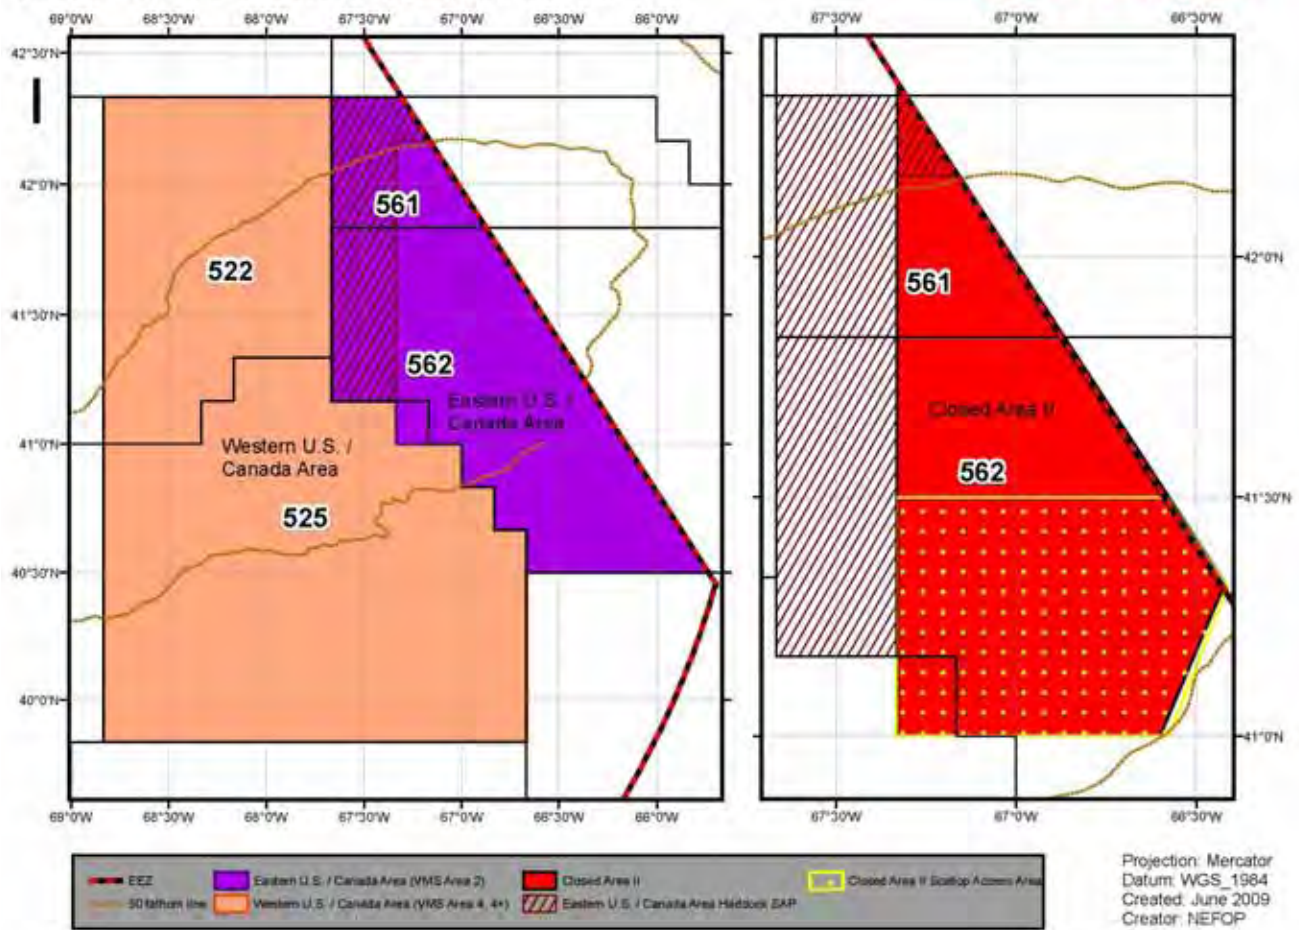 69°0'W 68°30'W 68°0'W 67°30'W 67°0'W 66°30'W 66°0'W
67°30'W 67°0'W 66°30'W
42°30'N
42°0'N
41°30'N
41°0'N
40°30'N
40°0'N
561
522
562
Eastern U.S. /
Canada Area
Western U.S. /
Canada Area
525
69°0'W 68°30'W 68°0'W 67°30'W 67°0'W 66°30'W 66°0'W
42°0'N
561
Closed Area II
562
41°30'N
41°0'N
67°30'W 67°0'W 66°30'W
EEZ
Eastern U.S. / Canada Area (VMS Area 2)
Closed Area II
Closed Area II Scallop Access Area
50 fathom line
Western U.S. / Canada Area (VMS Area 4, 4+)
Eastern U.S. / Canada Area Haddock SAP
Projection: Mercator
Datum: WGS_1984
Created: June 2009
Creator: NEFOP